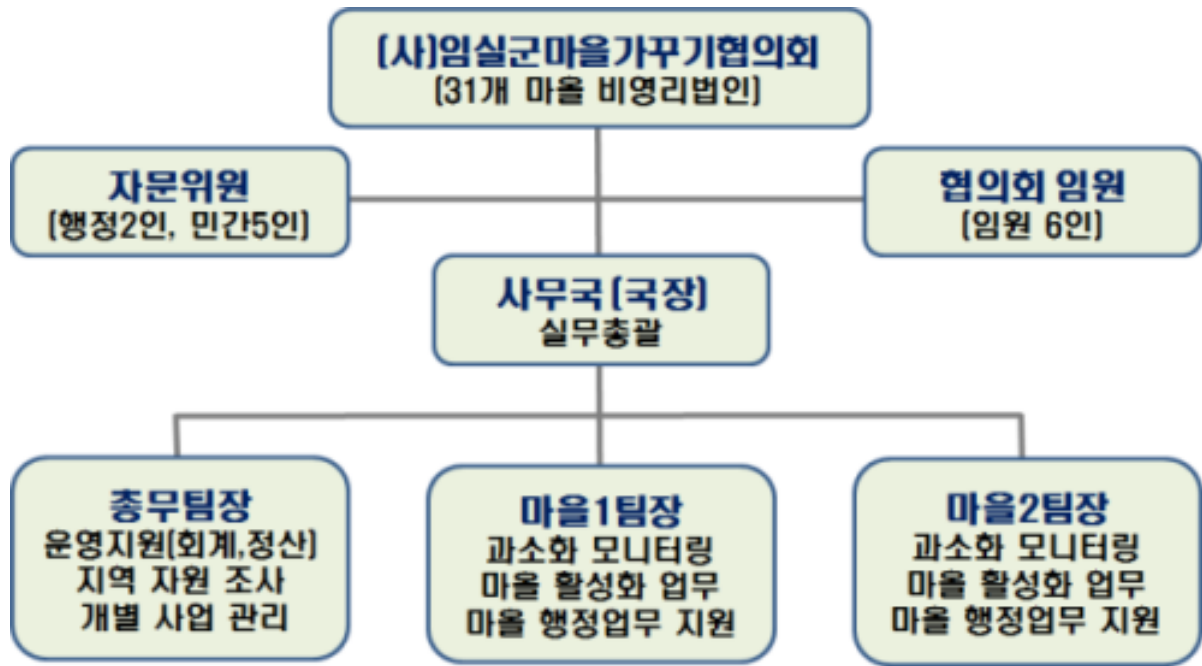 (사)임실군마을가꾸기협의회
(31개 마을 비영리법인)
자문위원
(행정2인, 민간5인)
협의회 임원
(임원 6인)
사무국(국장)
실무총괄
총무팀장
운영지원(회계,정산)
지역 자원 조사
개별 사업 관리
마을1팀장
과소화 모니터링
마을 활성화 업무
마을 행정업무 지원
마을2팀장
과소화 모니터링
마을 활성화 업무
마을 행정업무 지원